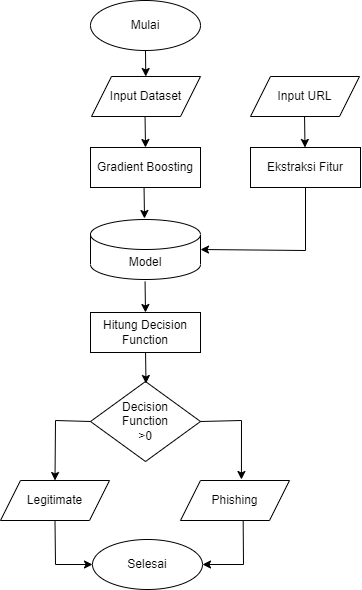 Mulai
Input Dataset
Input URL
Gradient Boosting
Ekstraksi Fitur
Model
Hitung Decision
Function
Decision
Function
>0
Legitimate
Phishing
Selesai